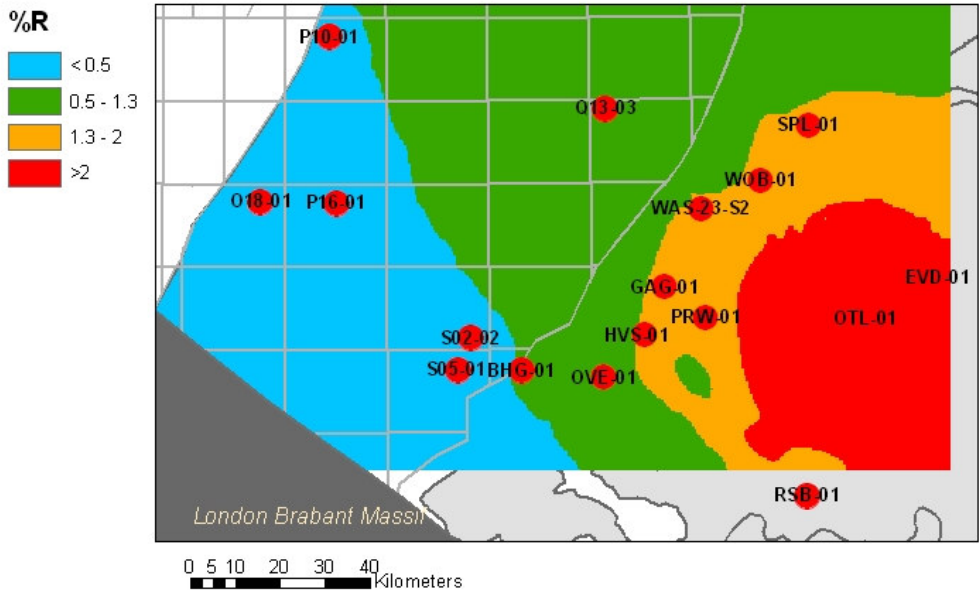 %R
< 0.5
0.5 - 1.3
1.3 - 2
>2
P10-01
Q13-03
SPL-01
WOB-01
O18-01 P16-01
WAS-23-S2
EVD-01
GAG-01
PRW-01 OTL-01
HVS-01
S02-02
S05-01 BHG-01 OVE-01
RSB-01
London Brabant Massif
0 5 10 20 30 40
Kilometers